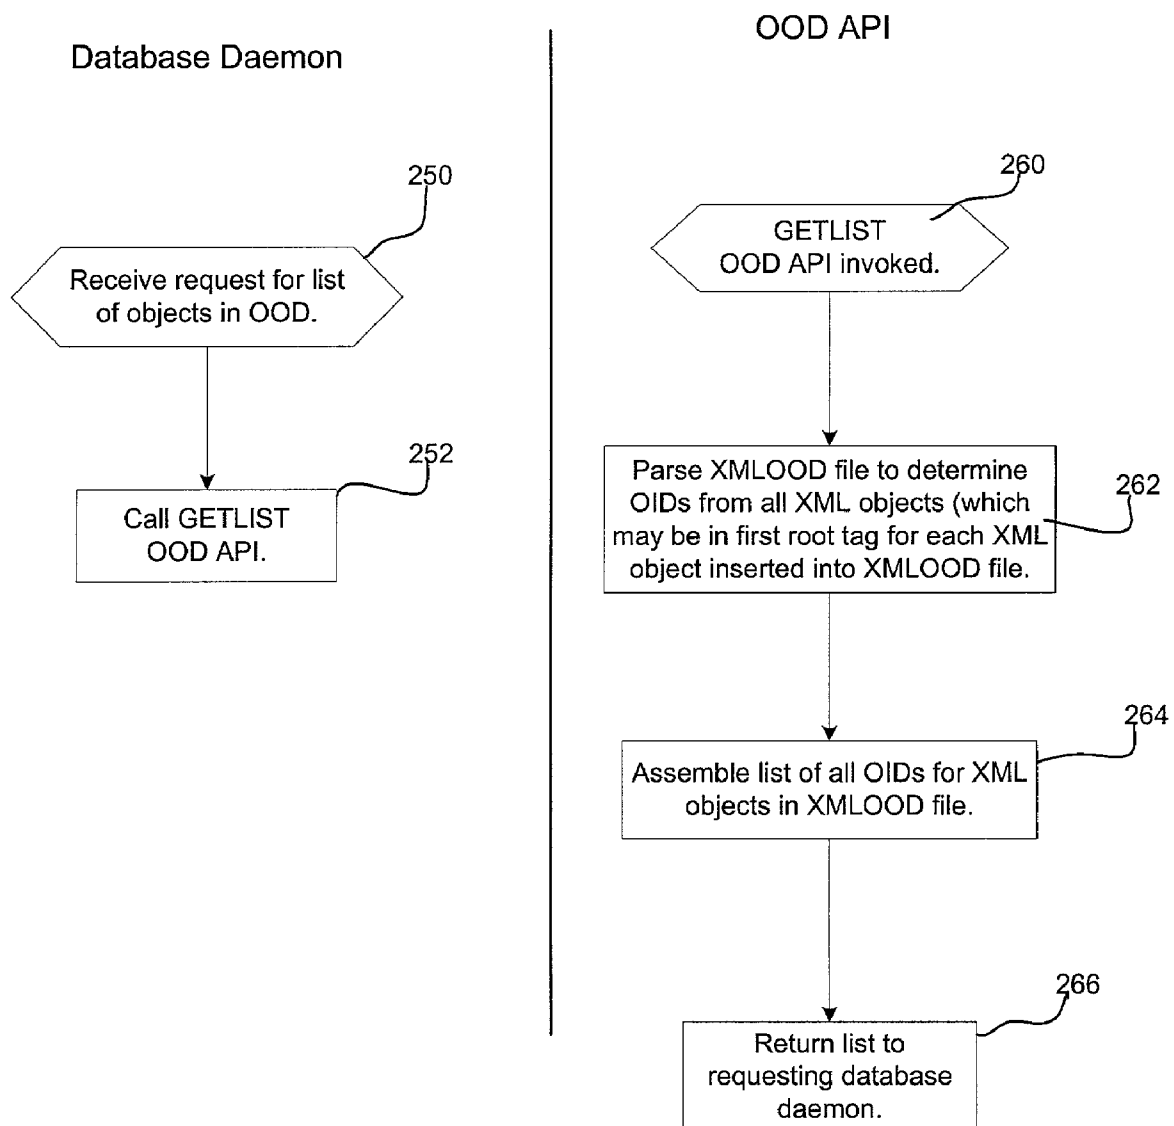 Database Daemon
250
Receive request for list
of objects in OOD.
252
Call GETLIST
OOD API.
OOD API
260
GETLIST
OOD API invoked.
Parse XMLOOD file to determine
OIDs from all XML objects (which
may be in first root tag for each XML
object inserted into XMLOOD file.
262
264
Assemble list of all OIDs for XML
objects in XMLOOD file.
266
Return list to
requesting database
daemon.